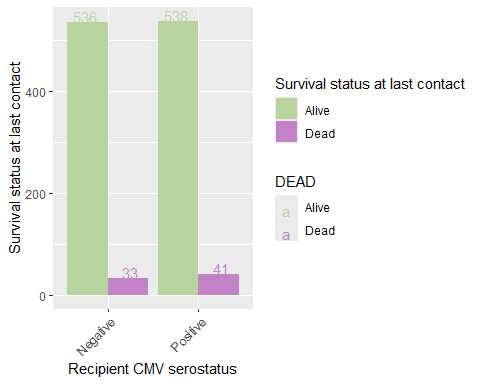 536
538
400
200
0
33
41
Negative
Positive
Recipient CMV serostatus
Survival status at last contact
Survival status at last contact
Alive
Dead
DEAD
a Alive
a Dead